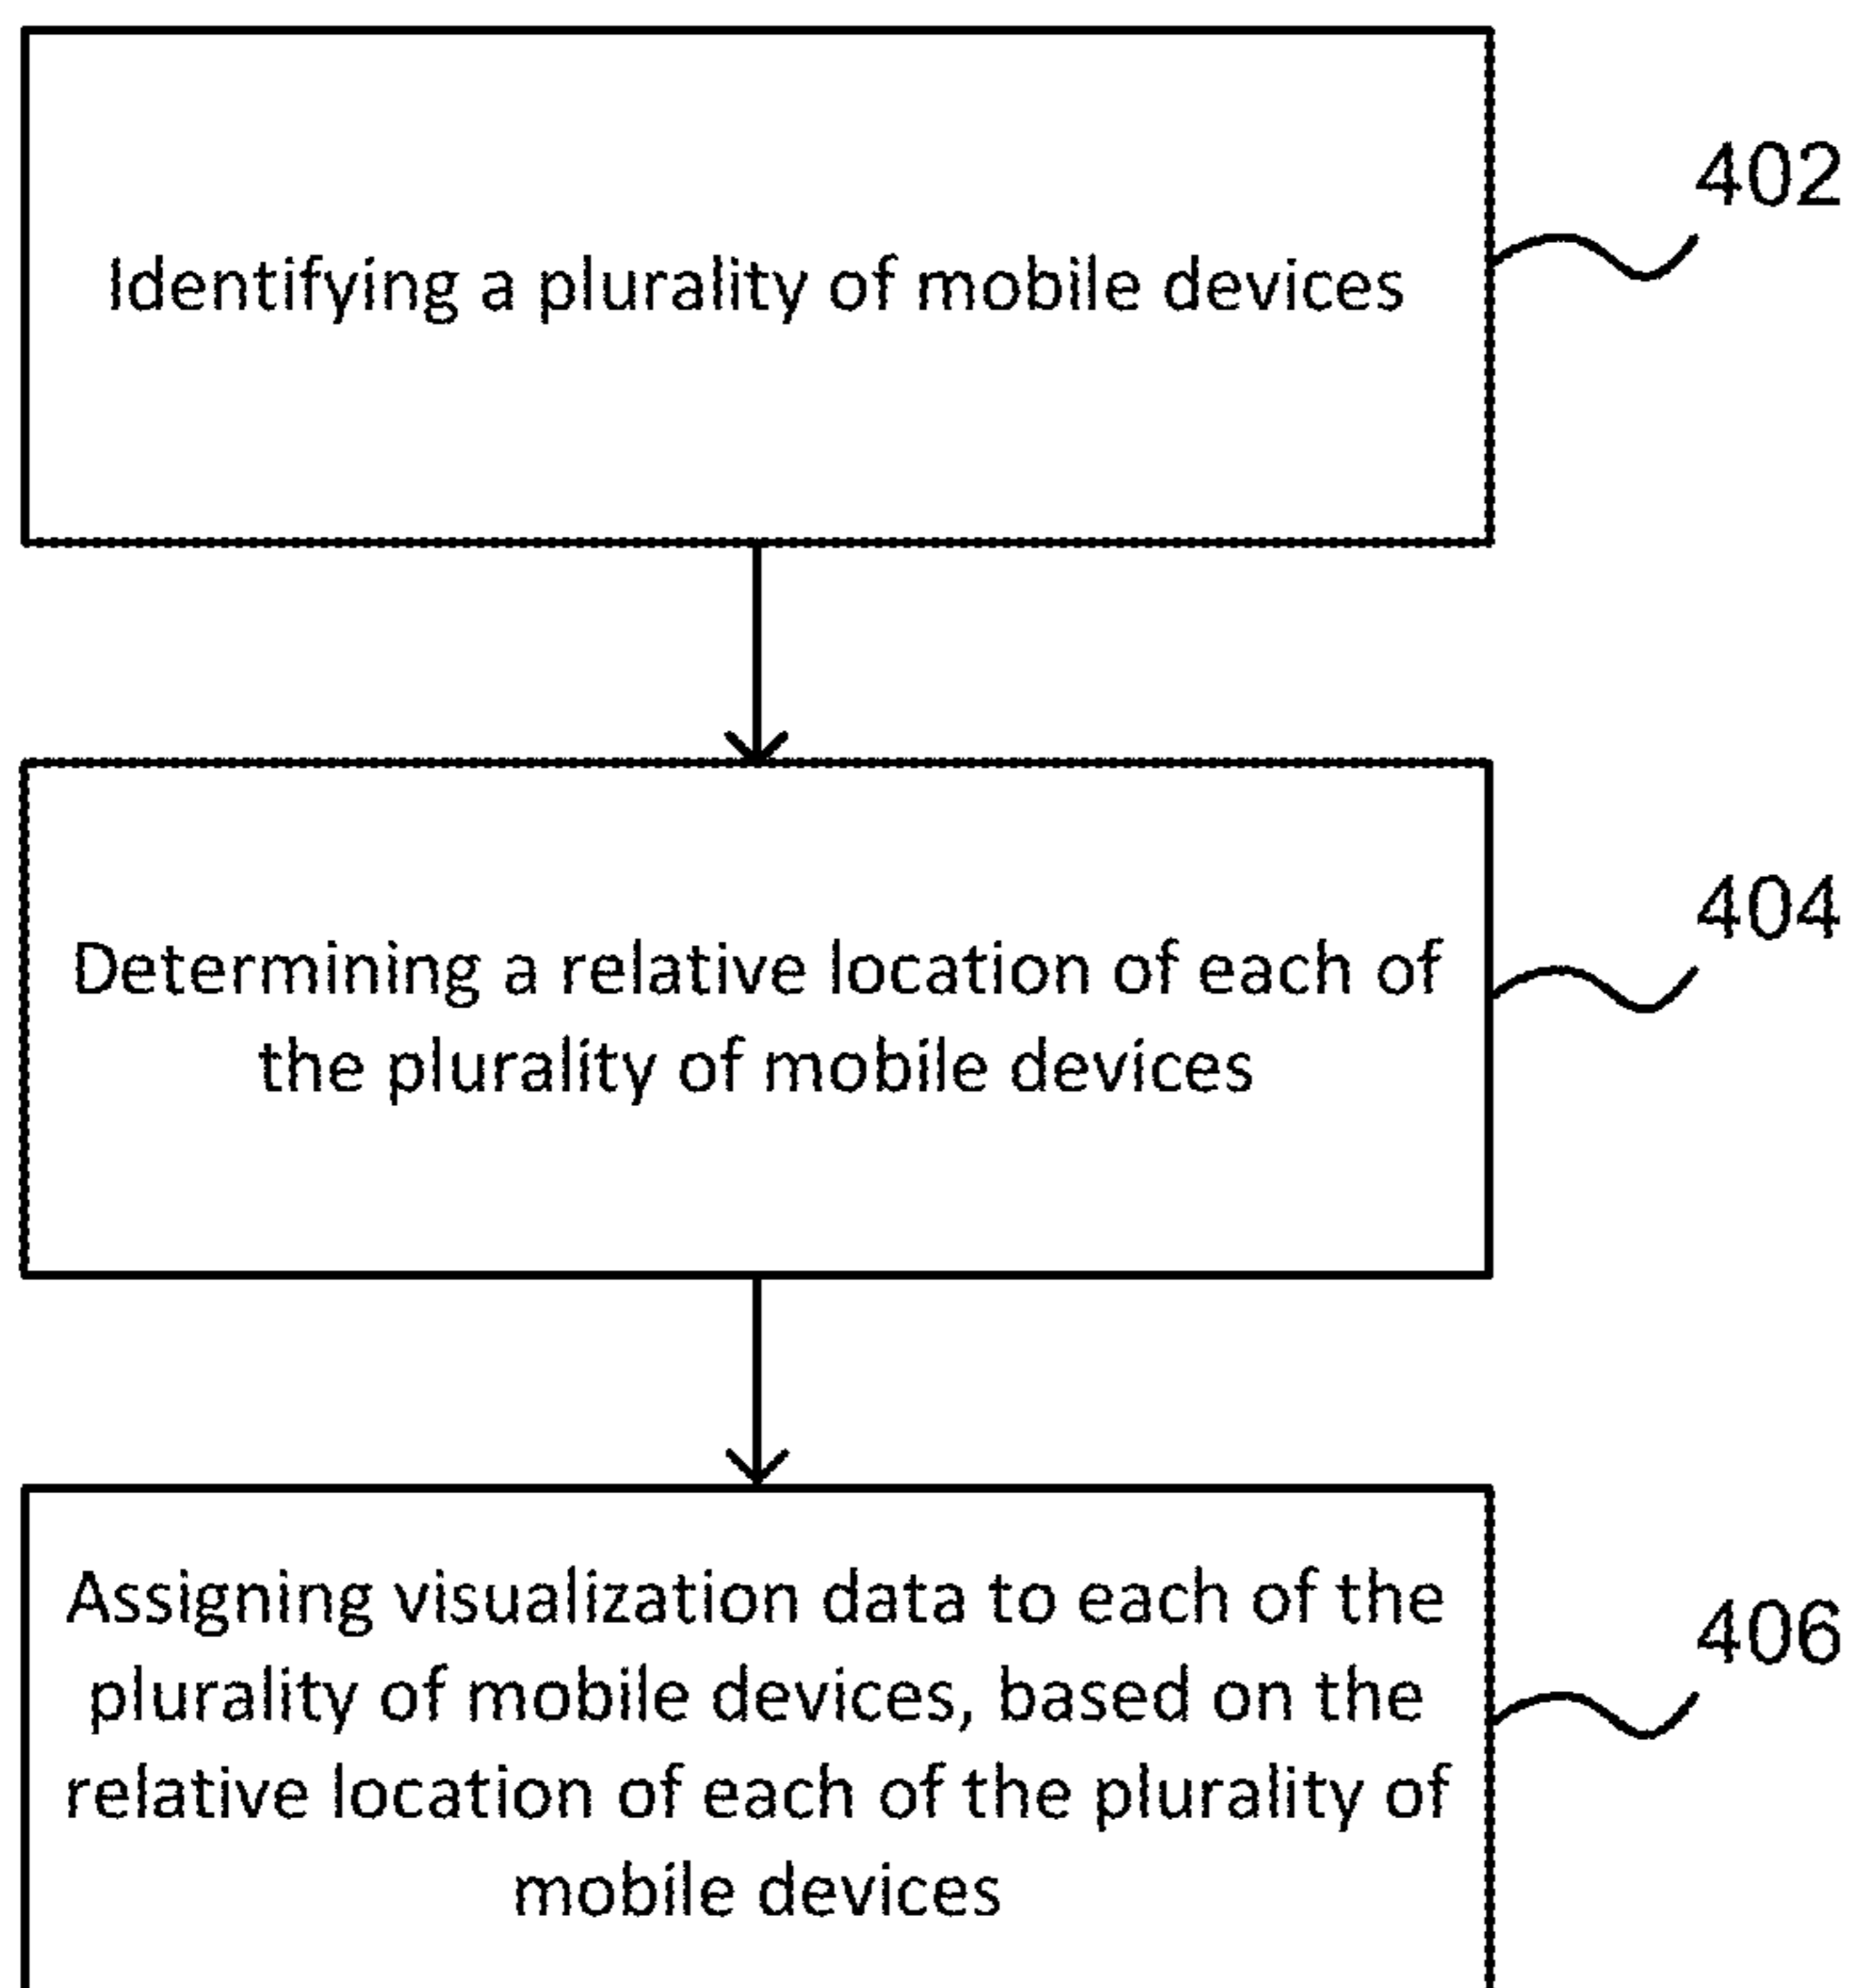 402
Identifying a plurality of mobile devices
404
Determining a relative location of each of
the plurality of mobile devices
406
Assigning visualization data to each of the
plurality of mobile devices, based on the
relative location of each of the plurality of
mobile devices